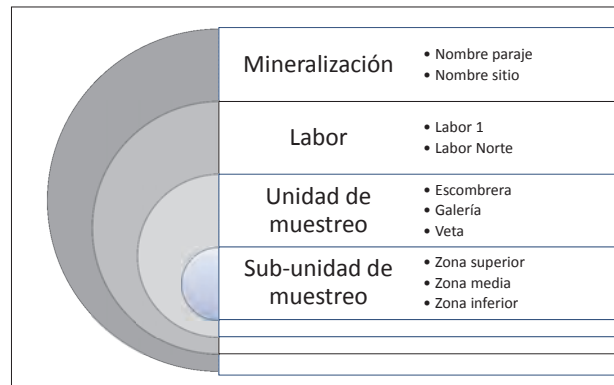 Mineralización
• Nombre paraje
• Nombre sitio
Labor
• Labor 1
• Labor Norte
Unidad de
muestreo
• Escombrera
• Galería
• Veta
Sub-unidad de
muestreo
• Zona superior
• Zona media
• Zona inferior